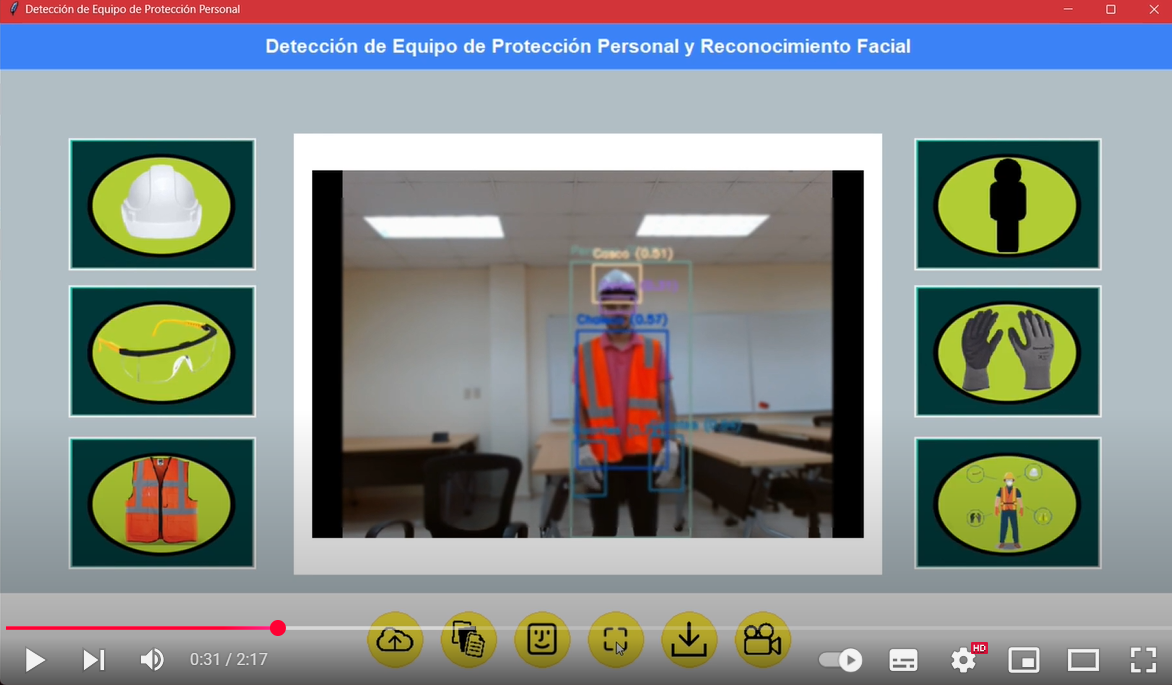 Detección de Equipo de Protección Personal
Detección de Equipo de Protección Personal y Reconocimiento Facial
Casco (0.51)
(0.57)
0:31 / 2:17
HD